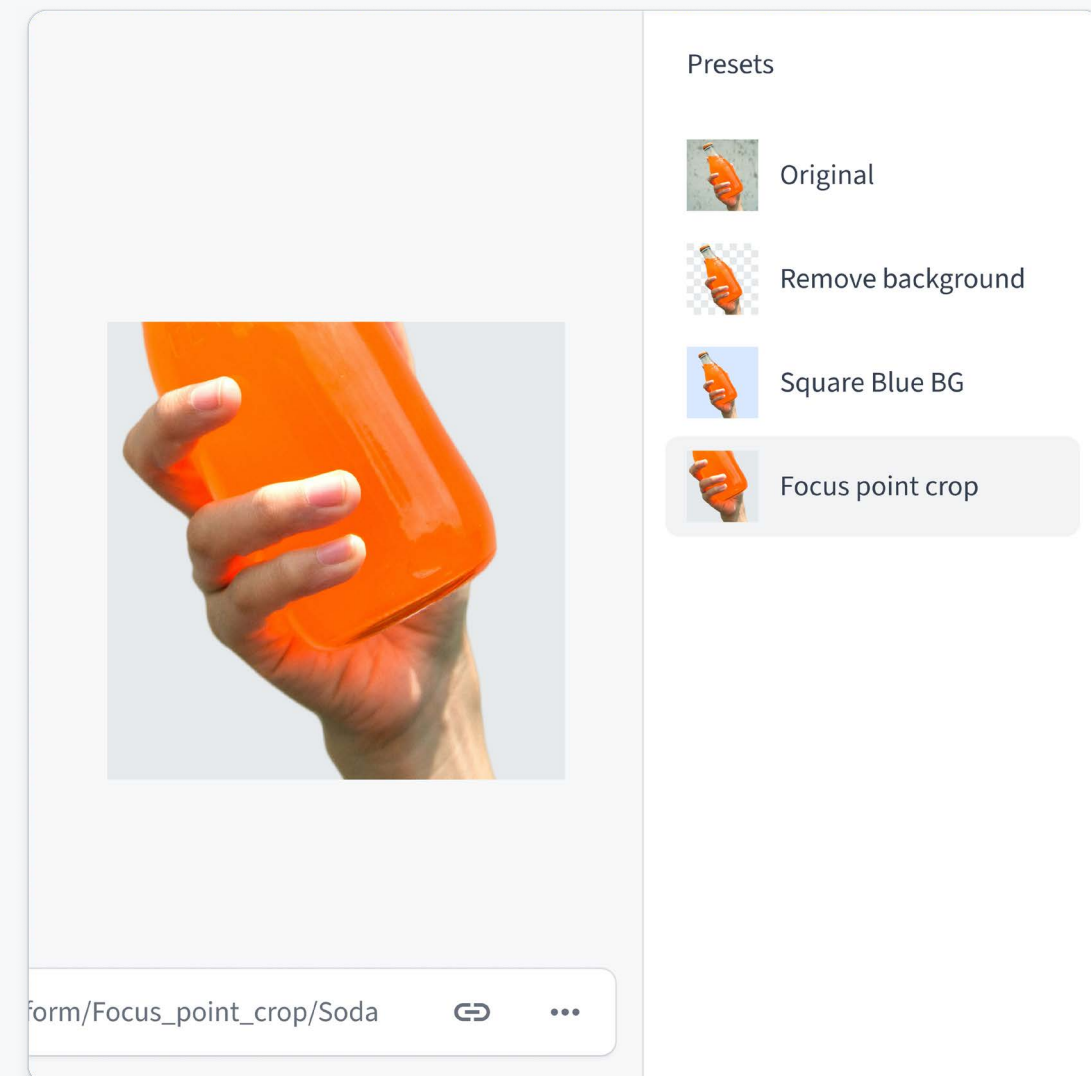 Presets
Original
Remove background
Square Blue BG
Focus point crop
form/Focus_point_crop/Soda